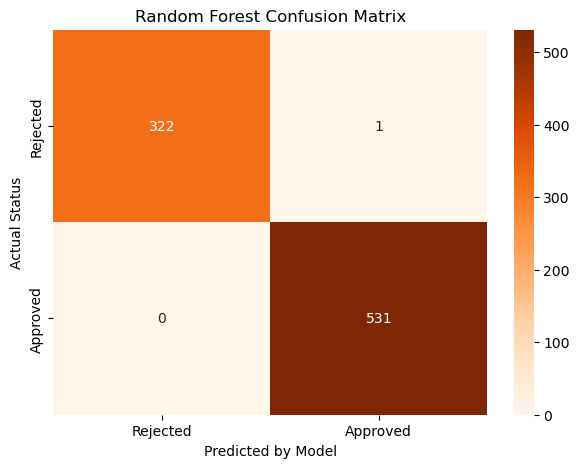 Random Forest Confusion Matrix
Actual Status
Rejected
322
1
Approved
0
531
Rejected
Approved
Predicted by Model
500
400
300
200
100
0